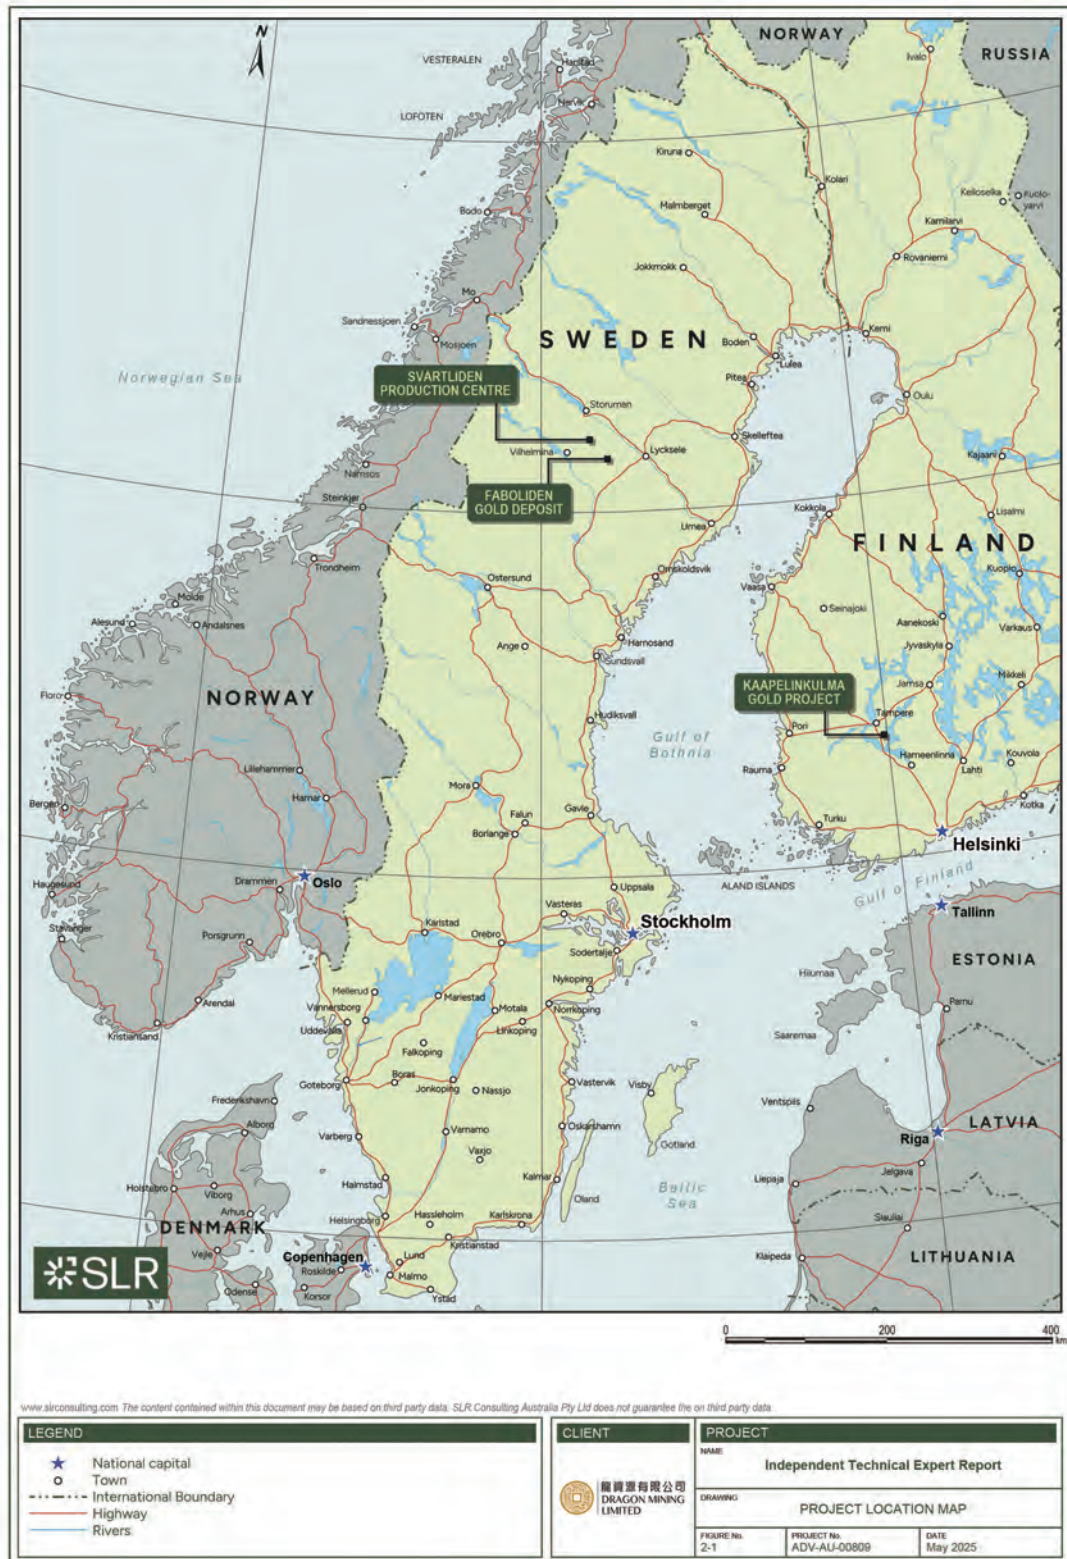 N
NORWAY
RUSSIA
VESTERALEN
Harstad
Narvik
LOFOTEN
Ivalo
Kiruna
Kolari
Kelloselka
Kuolo-
yarvi
Malmberget
Kamilarvi
Bodo
Rovaniemi
Jokkmokk
Mo
Sandnessjoen
Mosjoen
SWEDEN
Boden
Lulea
Kemi
Norwegian Sea
SVARTLIDEN
PRODUCTION CENTRE
Pitea
Oulu
Storuman
Skelleftea
Vilhelmina
Lycksele
Kajaani
Namsos
FABOLIDEN
GOLD DEPOSIT
Steinkjer
Umea
Kokkola
Lisalmi
FINLAND
Trondheim
Ornskoldsvik
Kuopio
Ostersund
Vaasa
Molde
Seinajoki
Alesund
Andalsnes
Aanekoski
Varkaus
Ange
Harnosand
Jyvaskyla
Sundsvall
KAAPELINKULMA
GOLD PROJECT
Jamsa
Mikkeli
Floro
NORWAY
Hudiksvall
Gulf of
Bothnia
Pori
Tampere
Lillehammer
Rauma
Hameenlinna
Lahti
Kouvola
Mora
Hamar
Bergen
Falun
Gavle
Kotka
Borlange
Turku
Helsinki
Oslo
Drammen
Uppsala
ALAND ISLANDS
Gulf of Finland
Haugesund
Vasteras
Tallinn
Stavanger
Karlstad
Orebro
Stockholm
Porsgrunn
Sodertalje
ESTONIA
Hiiumaa
Nykoping
Mellerud
Mariestad
Arendal
Vannersborg
Motala
Norrkoping
Parnu
Kristiansand
Uddevalla
Linkoping
Saaremaa
Falkoping
Goteborg
Boras
Jonkoping
Nassjo
Vastervik
Visby
Frederikshavn
Ventspils
Alborg
Varberg
Varnamo
Oskarshamn
LATVIA
Riga
Vaxjo
Gotland
Jelgava
Holstebro
Viborg
Halmstad
Kalmar
Oland
Baltic
Sea
Liepaja
Arhus
Helsingborg
Hassleholm
Karlskrona
DENMARK
Siauliai
Vejle
Copenhagen
Kristianstad
Lund
Klaipeda
LITHUANIA
SLR
Roskilde
Malmo
Odense
Korsor
Ystad
0 200 400
km
www.slrconsulting.com The content contained within this document may be based on third party data. SLR Consulting Australia Pty Ltd does not guarantee the on third party data.
LEGEND
National capital
Town
International Boundary
Highway
Rivers
CLIENT
龍資源有限公司
DRAGON MINING
LIMITED
PROJECT
NAME
Independent Technical Expert Report
DRAWING
PROJECT LOCATION MAP
FIGURE No.
2-1
PROJECT No.
ADV-AU-00809
DATE
May 2025